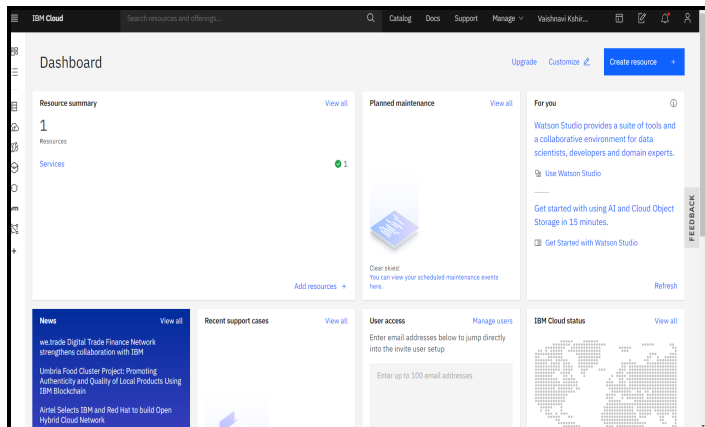 IBM Cloud
Search resources and offerings...
Catalog
Docs
Support
Manage
Vaishnavi Kshir...
Dashboard
Upgrade
Customize
Create resource +
Resource summary
View all
1
Resources
Services
1
Add resources +
Planned maintenance
View all
Clear skies!
You can view your scheduled maintenance events
here.
For you
Watson Studio provides a suite of tools and
a collaborative environment for data
scientists, developers and domain experts.
Use Watson Studio
Get started with using AI and Cloud Object
Storage in 15 minutes.
Get Started with Watson Studio
Refresh
FEEDBACK
News
View all
we.trade Digital Trade Finance Network
strengthens collaboration with IBM
Umbria Food Cluster Project: Promoting
Authenticity and Quality of Local Products Using
IBM Blockchain
Airtel Selects IBM and Red Hat to build Open
Hybrid Cloud Network
Recent support cases
View all
User access
Manage users
Enter email addresses below to jump directly
into the invite user setup
Enter up to 100 email addresses
IBM Cloud status
View all